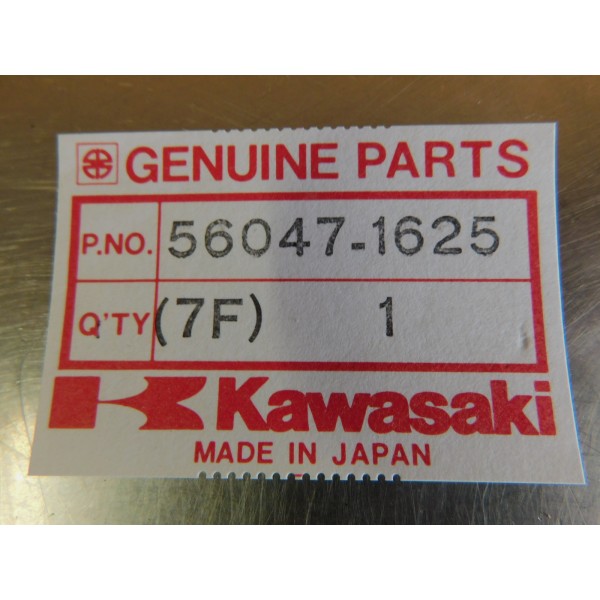 GENUINE PARTS
P.NO. 56047-1625
Q'TY (7F) 1
Kawasaki
MADE IN JAPAN